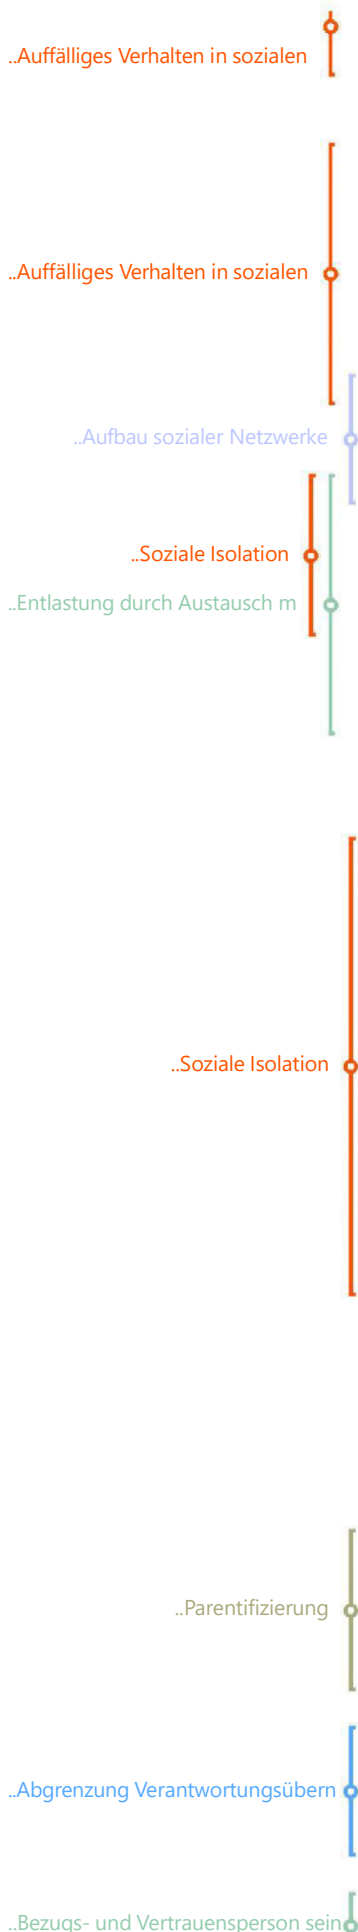 ..Auffälliges Verhalten in sozialen
..Auffälliges Verhalten in sozialen
..Aufbau sozialer Netzwerke
..Soziale Isolation
..Entlastung durch Austausch m
..Soziale Isolation
..Parentifizierung
..Abgrenzung Verantwortungsübern
..Bezugs- und Vertrauensperson sein